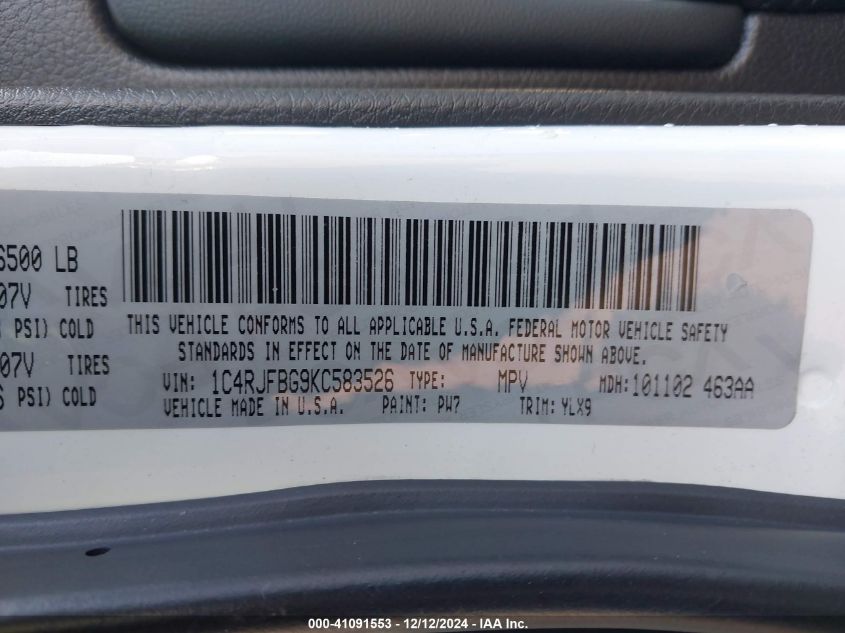 6500 LB
07V TIRES
PSI) COLD
07V TIRES
PSI) COLD
THIS VEHICLE CONFORMS TO ALL APPLICABLE U.S.A. FEDERAL MOTOR VEHICLE SAFETY
STANDARDS IN EFFECT ON THE DATE OF MANUFACTURE SHOWN ABOVE.
VIN: 1C4RJFBG9KC583526 TYPE: MPV MDH:101102 463AA
VEHICLE MADE IN U.S.A. PAINT: PW7 TRIM: YLX9
000-41091553 - 12/12/2024 - © IAA Inc.